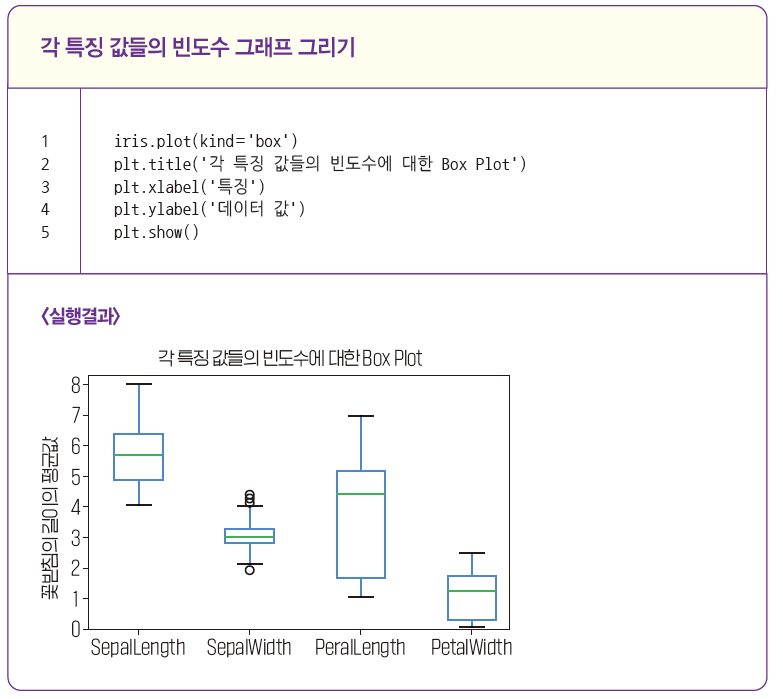 각 특징 값들의 빈도수 그래프 그리기
1 iris.plot(kind='box')
2 plt.title('각 특징 값들의 빈도수에 대한 Box Plot')
3 plt.xlabel('특징')
4 plt.ylabel('데이터 값')
5 plt.show()
〈실행결과〉
각 특징 값들의 빈도수에 대한 Box Plot
꽃받침의 길이의 평균값
8
7
6
5
4
3
2
1
0
SepalLength SepalWidth PeralLength PetalWidth